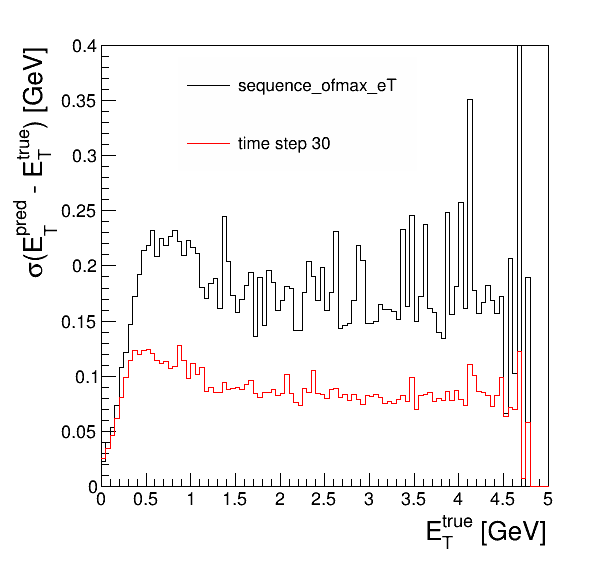 σ(E_T^pred - E_T^true) [GeV]
0.4
0.35
0.3
0.25
0.2
0.15
0.1
0.05
0
sequence_ofmax_eT
time step 30
0 0.5 1 1.5 2 2.5 3 3.5 4 4.5 5
E_T^true [GeV]